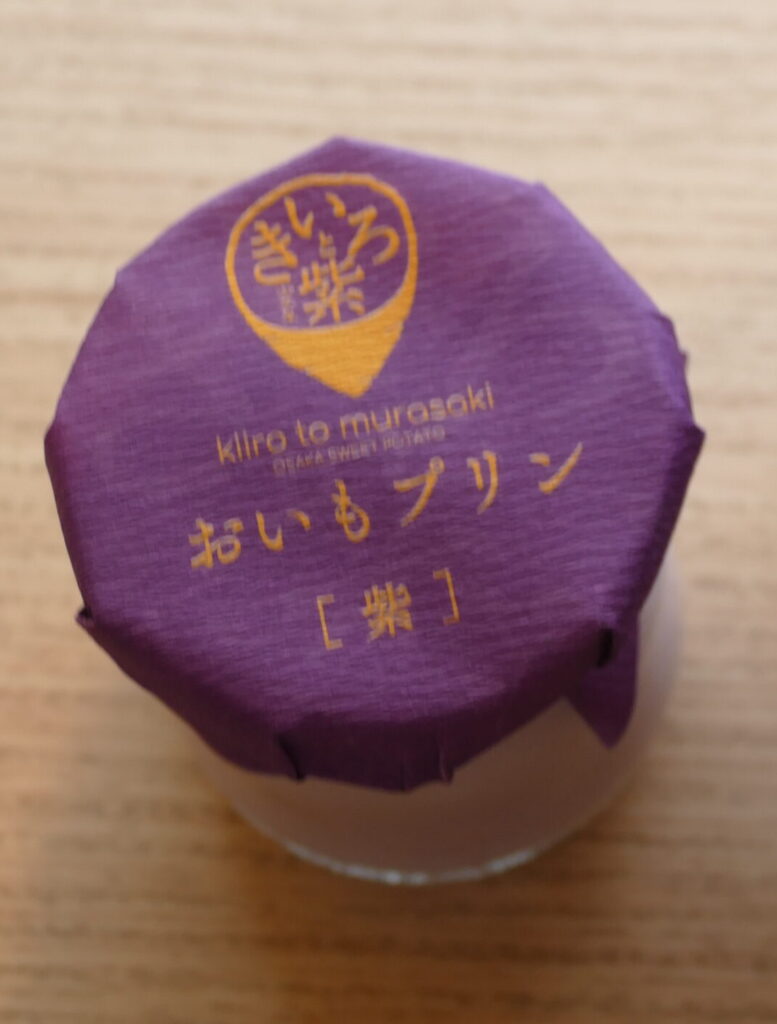 きいろ
と
紫
kiiro to murasaki
OSAKA SWEET POTATO
おいもプリン
[紫]